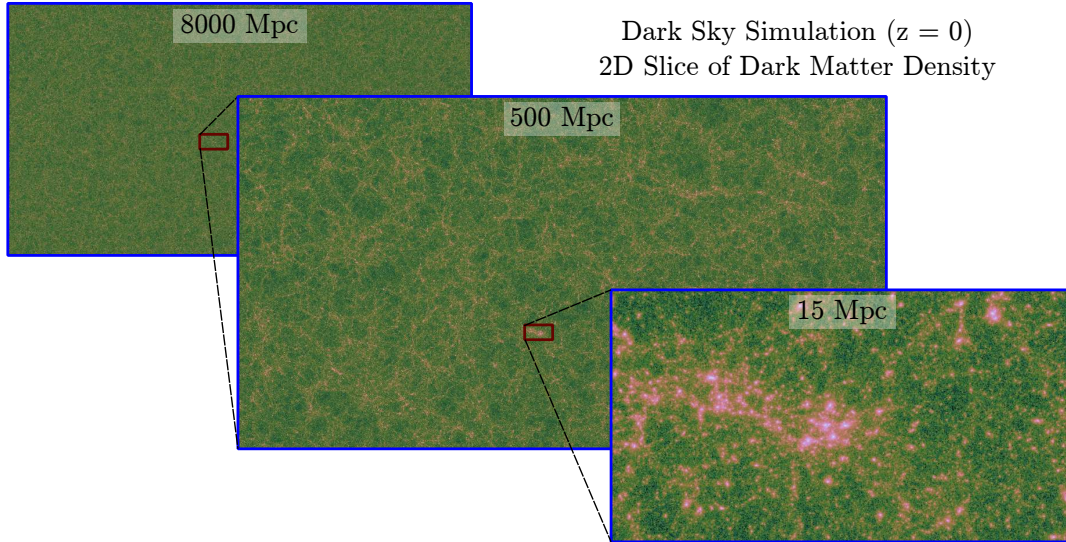 8000 Mpc
Dark Sky Simulation (z = 0)
2D Slice of Dark Matter Density
500 Mpc
15 Mpc